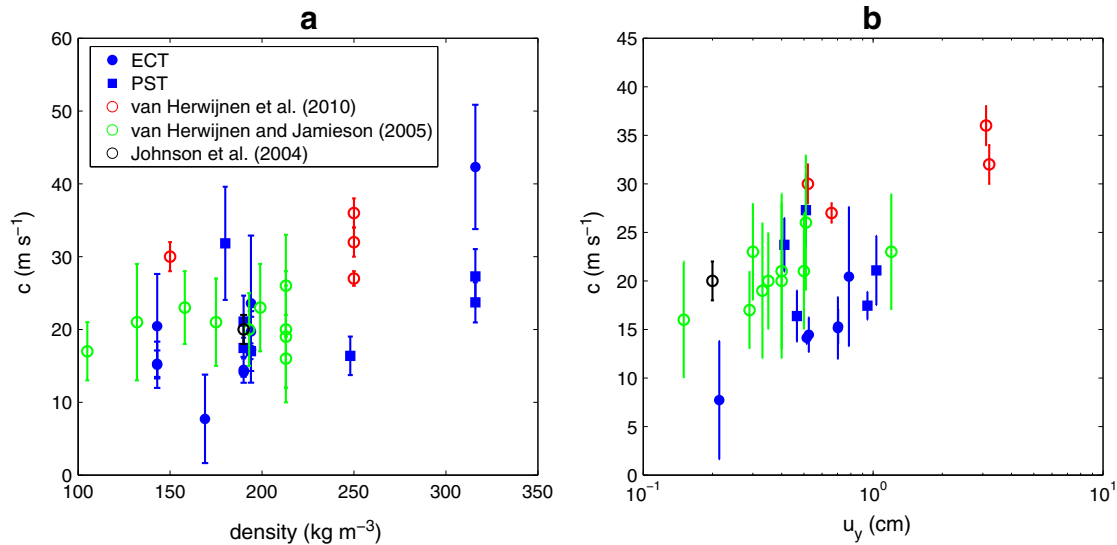 a
60
50
40
30
20
10
0
c (m s⁻¹)
100
150
200
250
300
350
density (kg m⁻³)
ECT
PST
van Herwijnen et al. (2010)
van Herwijnen and Jamieson (2005)
Johnson et al. (2004)
b
45
40
35
30
25
20
15
10
5
0
c (m s⁻¹)
10⁻¹
10⁰
10¹
u_y (cm)